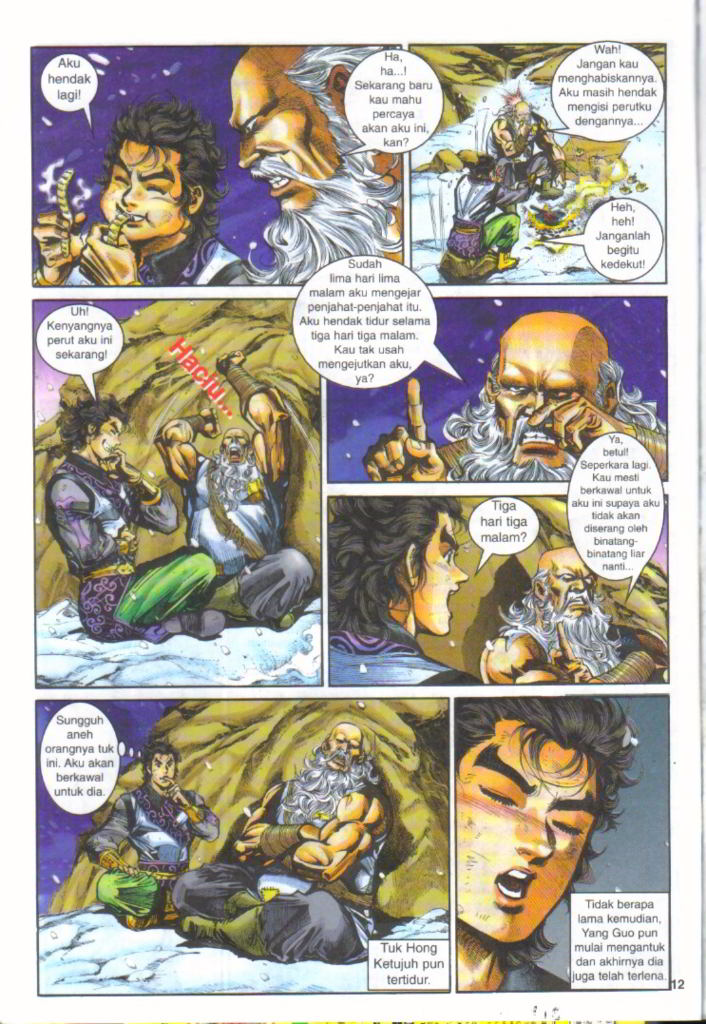 Aku
hendak
lagi!
Ha,
ha...!
Sekarang baru
kau mahu
percaya
akan aku ini,
kan?
Wah!
Jangan kau
menghabiskannya.
Aku masih hendak
mengisi perutku
dengannya...
Heh,
heh!
Janganlah
begitu
kedekut!
Uh!
Kenyangnya
perut aku ini
sekarang!
Haciu...
Sudah
lima hari lima
malam aku mengejar
penjahat-penjahat itu.
Aku hendak tidur selama
tiga hari tiga malam.
Kau tak usah
mengejutkan aku,
ya?
Tiga
hari tiga
malam?
Ya,
betul!
Seperkara lagi.
Kau mesti
berkawal untuk
aku ini supaya aku
tidak akan
diserang oleh
binatang-
binatang liar
nanti...
Sungguh
aneh
orangnya tuk
ini. Aku akan
berkawal
untuk dia.
Tuk Hong
Ketujuh pun
tertidur.
Tidak berapa
lama kemudian,
Yang Guo pun
mulai mengantuk
dan akhirnya dia
juga telah terlena.
12